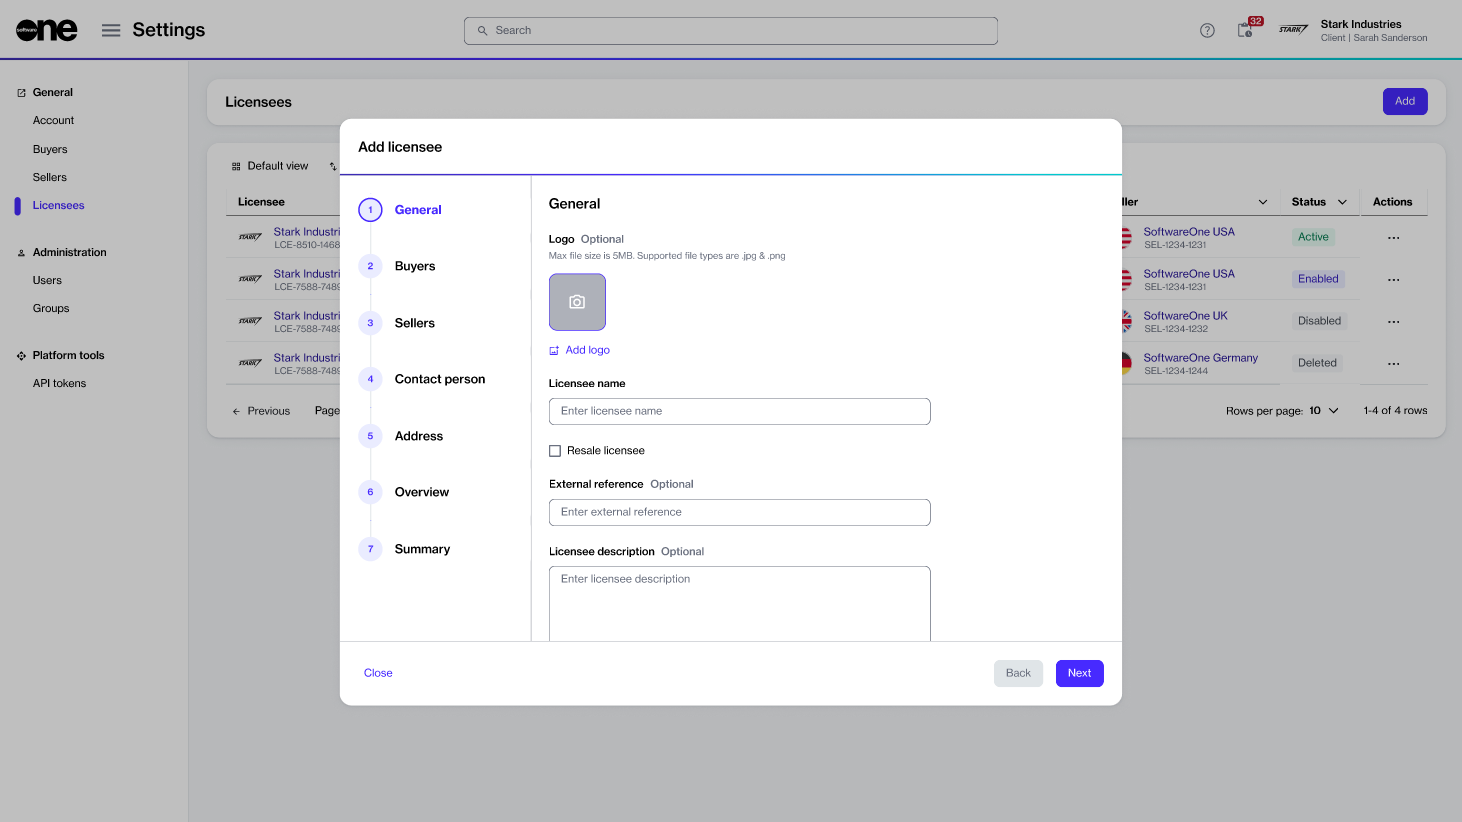 software one
Settings
Search
32
STARK
Stark Industries
Client | Sarah Sanderson
General
Account
Buyers
Sellers
Licensees
Administration
Users
Groups
Platform tools
API tokens
Licensees
Add
Default view
Licensee
ller
Status
Actions
STARK
Stark Industri
LCE-8510-1468
SoftwareOne USA
SEL-1234-1231
Active
STARK
Stark Industri
LCE-7588-7489
SoftwareOne USA
SEL-1234-1231
Enabled
STARK
Stark Industri
LCE-7588-7489
SoftwareOne UK
SEL-1234-1232
Disabled
STARK
Stark Industri
LCE-7588-7489
SoftwareOne Germany
SEL-1234-1244
Deleted
Previous
Page
Rows per page: 10
1-4 of 4 rows
Add licensee
1 General
2 Buyers
3 Sellers
4 Contact person
5 Address
6 Overview
7 Summary
General
Logo Optional
Max file size is 5MB. Supported file types are .jpg & .png
Add logo
Licensee name
Enter licensee name
Resale licensee
External reference Optional
Enter external reference
Licensee description Optional
Enter licensee description
Close
Back
Next